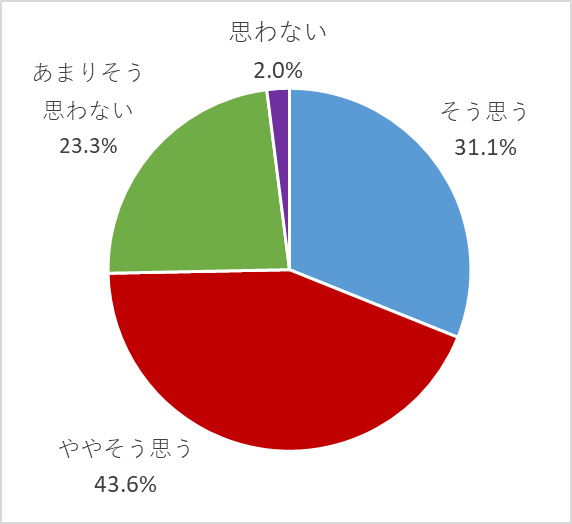 思わない
2.0%
あまりそう
思わない
23.3%
そう思う
31.1%
ややそう思う
43.6%